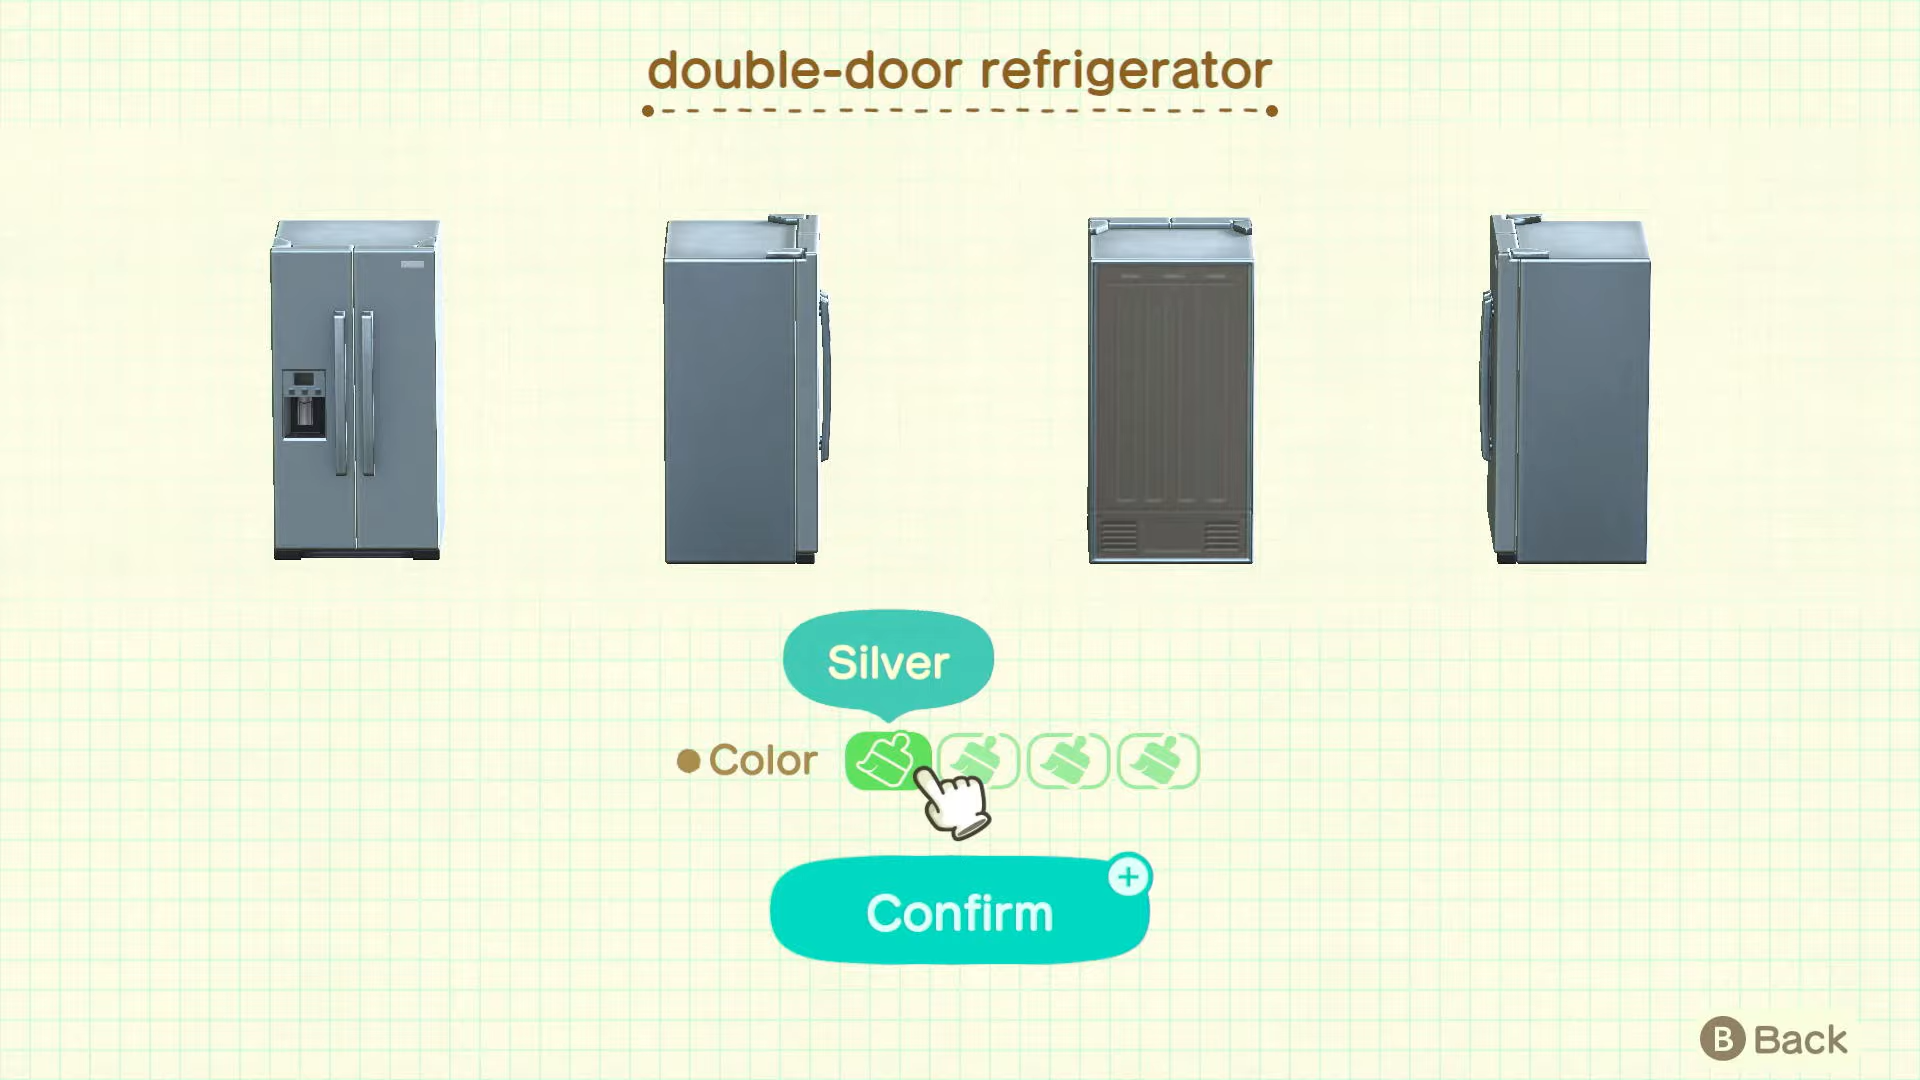 double-door refrigerator
Silver
Color
Confirm
B Back